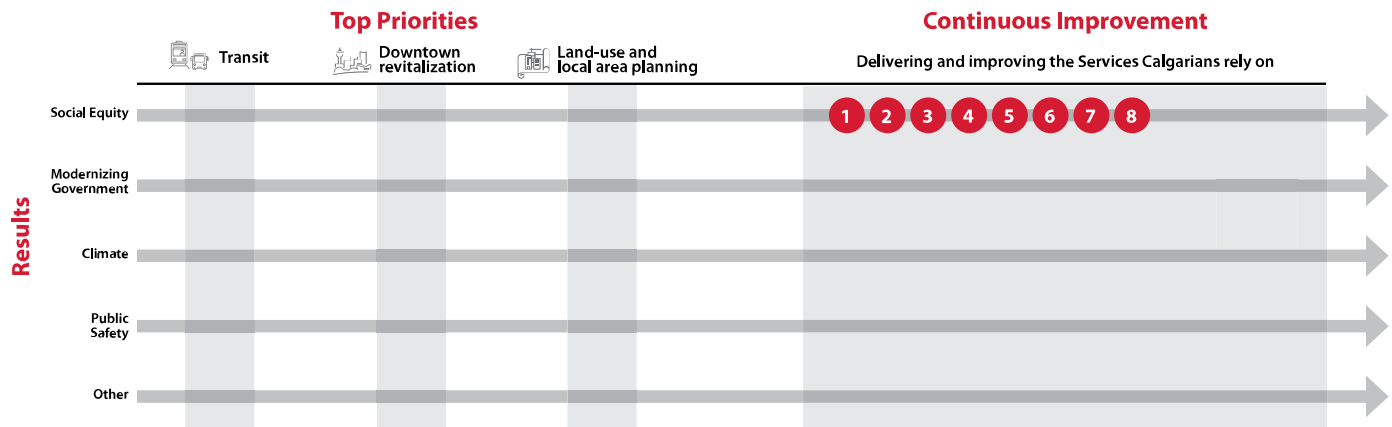 Top Priorities
Continuous Improvement
Transit
Downtown
revitalization
Land-use and
local area planning
Delivering and improving the Services Calgarians rely on
Results
Social Equity
1 2 3 4 5 6 7 8
Modernizing
Government
Climate
Public
Safety
Other